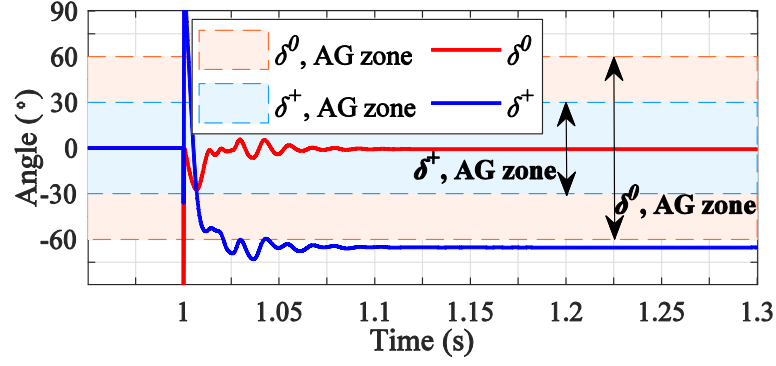 90
60
30
0
-30
-60
Angle (°)
δ⁰, AG zone
δ⁰
δ⁺, AG zone
δ⁺
δ⁺, AG zone
δ⁰, AG zone
1
1.05
1.1
1.15
1.2
1.25
1.3
Time (s)